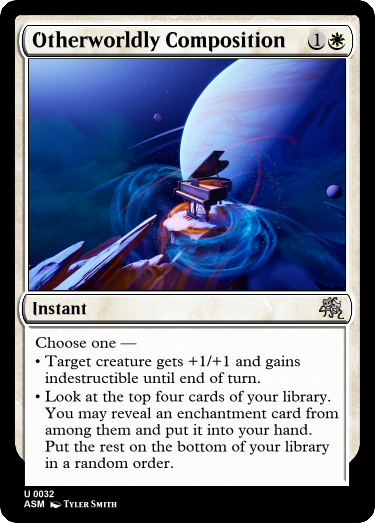 Otherworldly Composition 1
Instant
Choose one —
• Target creature gets +1/+1 and gains
indestructible until end of turn.
• Look at the top four cards of your library.
You may reveal an enchantment card from
among them and put it into your hand.
Put the rest on the bottom of your library
in a random order.
U 0032
ASM Tyler Smith